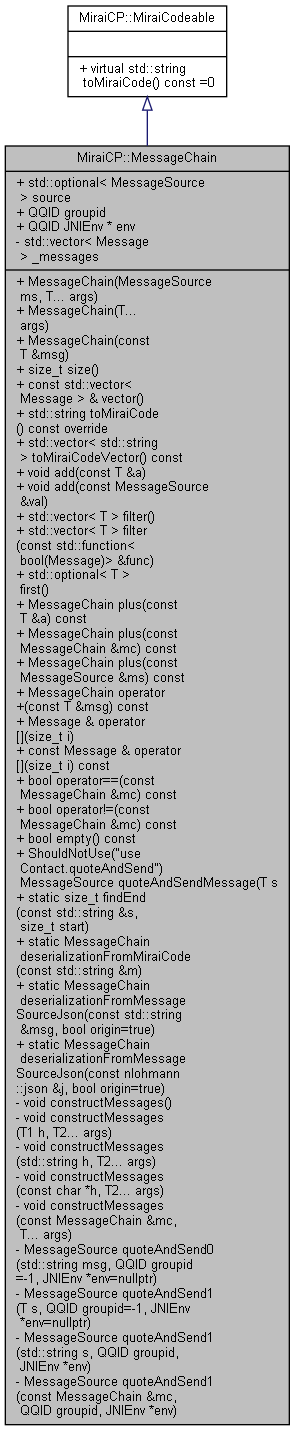 MiraiCP::MiraiCodeable
+ virtual std::string
toMiraiCode() const =0
MiraiCP::MessageChain
+ std::optional< MessageSource
> source
+ QQID groupid
+ QQID JNIEnv * env
- std::vector< Message
> _messages
+ MessageChain(MessageSource
ms, T... args)
+ MessageChain(T...
args)
+ MessageChain(const
T &msg)
+ size_t size()
+ const std::vector<
Message > & vector()
+ std::string toMiraiCode
() const override
+ std::vector< std::string
> toMiraiCodeVector() const
+ void add(const T &a)
+ void add(const MessageSource
&val)
+ std::vector< T > filter()
+ std::vector< T > filter
(const std::function<
bool(Message)> &func)
+ std::optional< T >
first()
+ MessageChain plus(const
T &a) const
+ MessageChain plus(const
MessageChain &mc) const
+ MessageChain plus(const
MessageSource &ms) const
+ MessageChain operator
+(const T &msg) const
+ Message & operator
[](size_t i)
+ const Message & operator
[](size_t i) const
+ bool operator==(const
MessageChain &mc) const
+ bool operator!=(const
MessageChain &mc) const
+ bool empty() const
+ ShouldNotUse("use
Contact.quoteAndSend")
MessageSource quoteAndSendMessage(T s
+ static size_t findEnd
(const std::string &s,
size_t start)
+ static MessageChain
deserializationFromMiraiCode
(const std::string &m)
+ static MessageChain
deserializationFromMessage
SourceJson(const std::string
&msg, bool origin=true)
+ static MessageChain
deserializationFromMessage
SourceJson(const nlohmann
::json &j, bool origin=true)
- void constructMessages()
- void constructMessages
(T1 h, T2... args)
- void constructMessages
(std::string h, T2... args)
- void constructMessages
(const char *h, T2... args)
- void constructMessages
(const MessageChain &mc,
T... args)
- MessageSource quoteAndSend0
(std::string msg, QQID groupid
=-1, JNIEnv *env=nullptr)
- MessageSource quoteAndSend1
(T s, QQID groupid=-1, JNIEnv
*env=nullptr)
- MessageSource quoteAndSend1
(std::string s, QQID groupid,
JNIEnv *env)
- MessageSource quoteAndSend1
(const MessageChain &mc,
QQID groupid, JNIEnv *env)